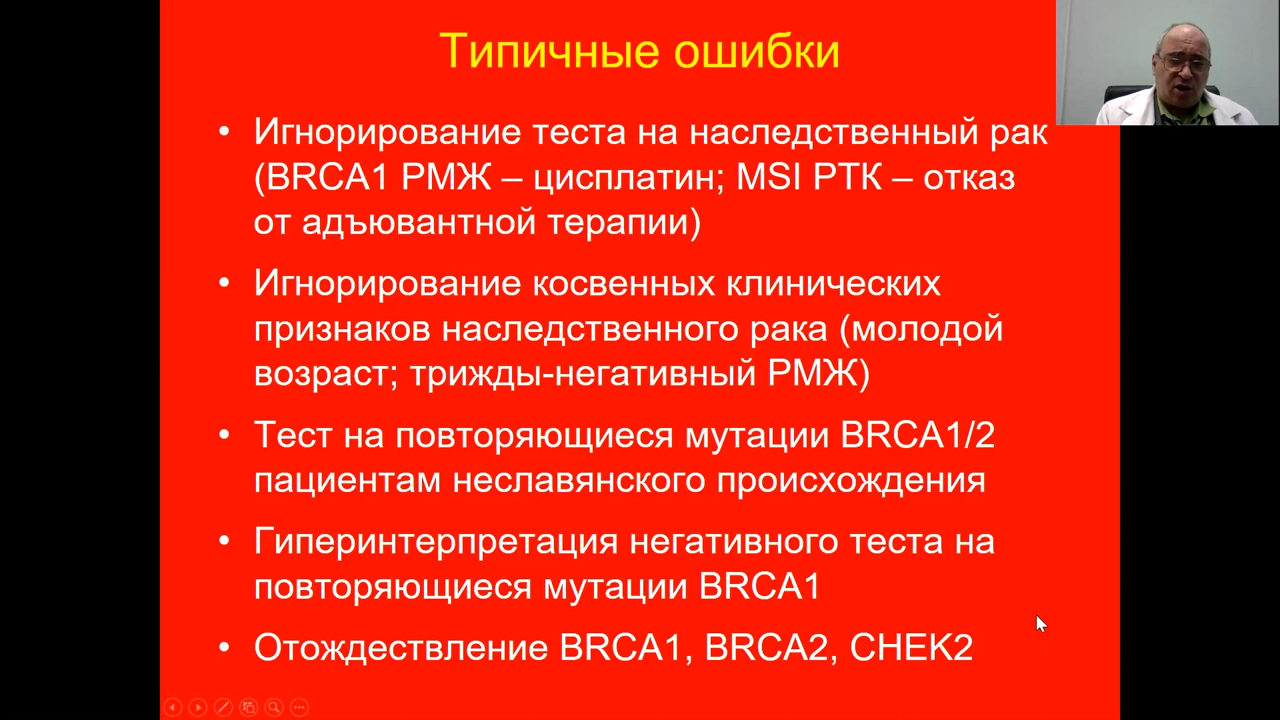 Типичные ошибки
• Игнорирование теста на наследственный рак
(BRCA1 РМЖ – цисплатин; MSI РТК – отказ
от адъювантной терапии)
• Игнорирование косвенных клинических
признаков наследственного рака (молодой
возраст; трижды-негативный РМЖ)
• Тест на повторяющиеся мутации BRCA1/2
пациентам неславянского происхождения
• Гиперинтерпретация негативного теста на
повторяющиеся мутации BRCA1
• Отождествление BRCA1, BRCA2, CHEK2